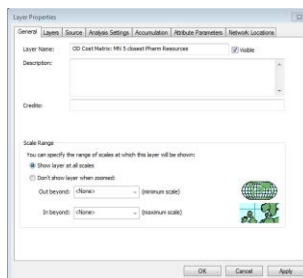 Layer Properties
General Layers Source Analysis Settings Accumulation Attribute Parameters Network Locations
Layer Name: OD Cost Matrix: MN 5 closest Pharm Resources Visible
Description:
Credits:
Scale Range
You can specify the range of scales at which this layer will be shown:
Show layer at all scales
Don't show layer when zoomed:
Out beyond: <None> (minimum scale)
In beyond: <None> (maximum scale)
OK Cancel Apply